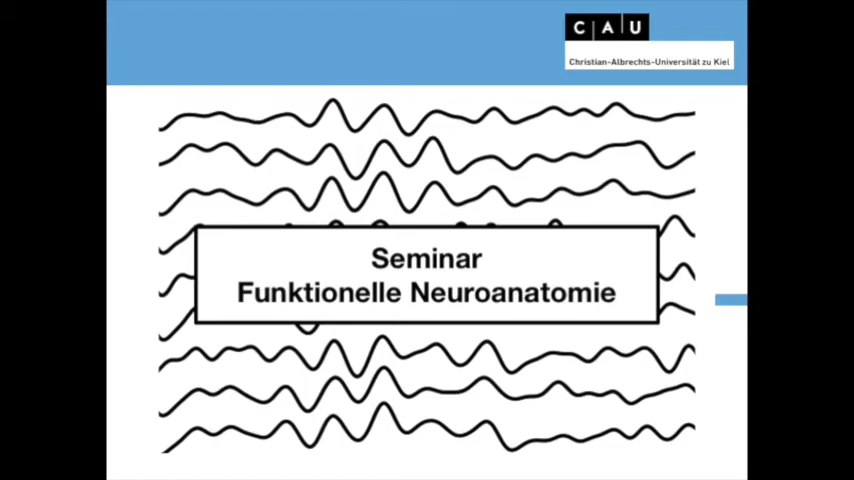 CAU
Christian-Albrechts-Universität zu Kiel
Seminar
Funktionelle Neuroanatomie